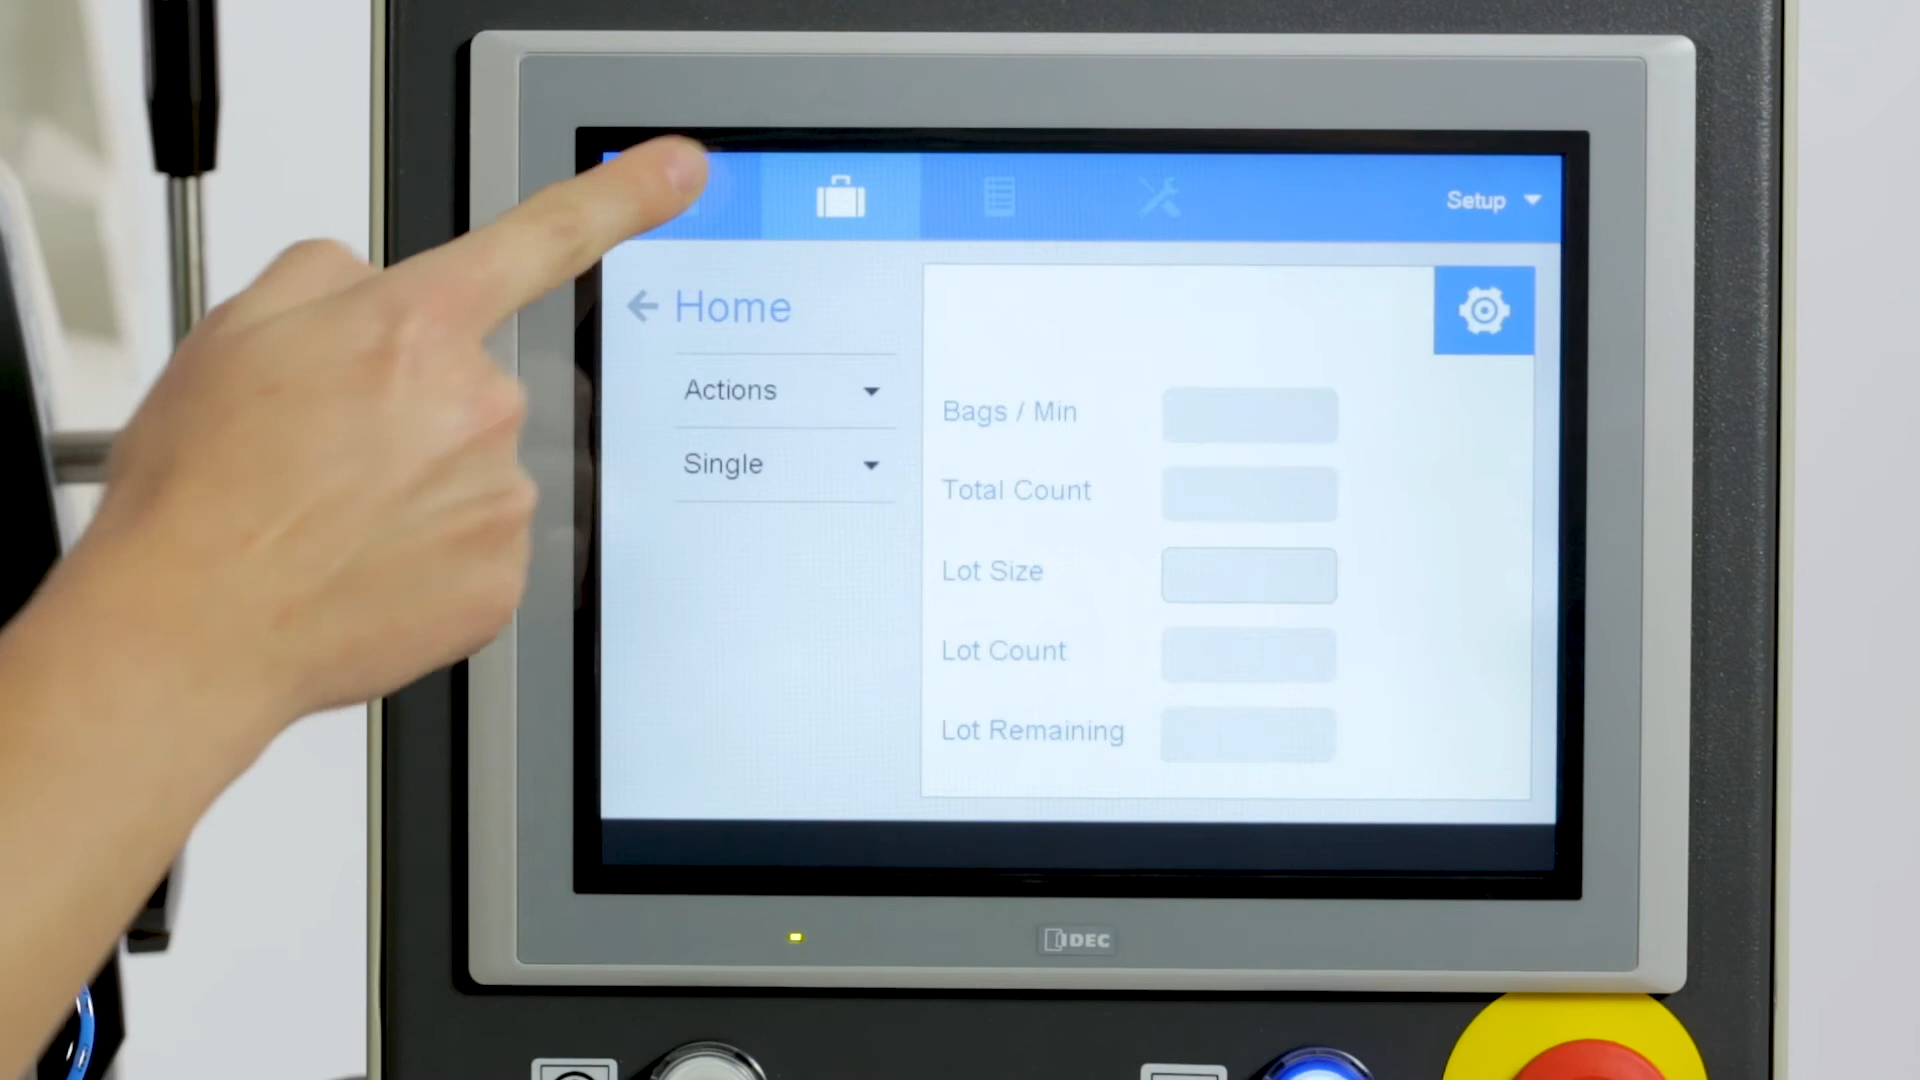 Setup
Home
Actions
Single
Bags / Min
Total Count
Lot Size
Lot Count
Lot Remaining
IDEC